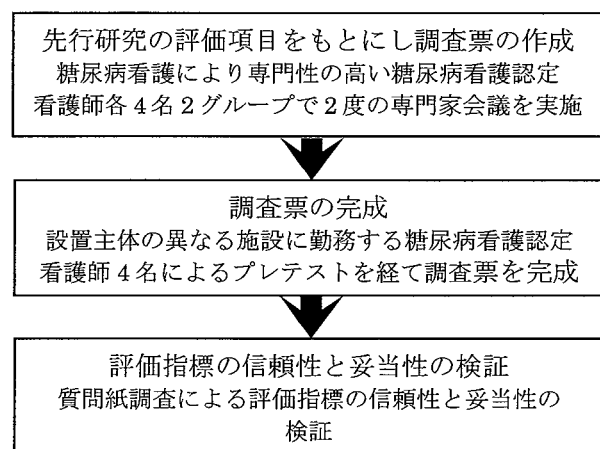 先行研究の評価項目をもとにし調査票の作成
糖尿病看護により専門性の高い糖尿病看護認定
看護師各4名2グループで2度の専門家会議を実施
調査票の完成
設置主体の異なる施設に勤務する糖尿病看護認定
看護師4名によるプレテストを経て調査票を完成
評価指標の信頼性と妥当性の検証
質問紙調査による評価指標の信頼性と妥当性の
検証